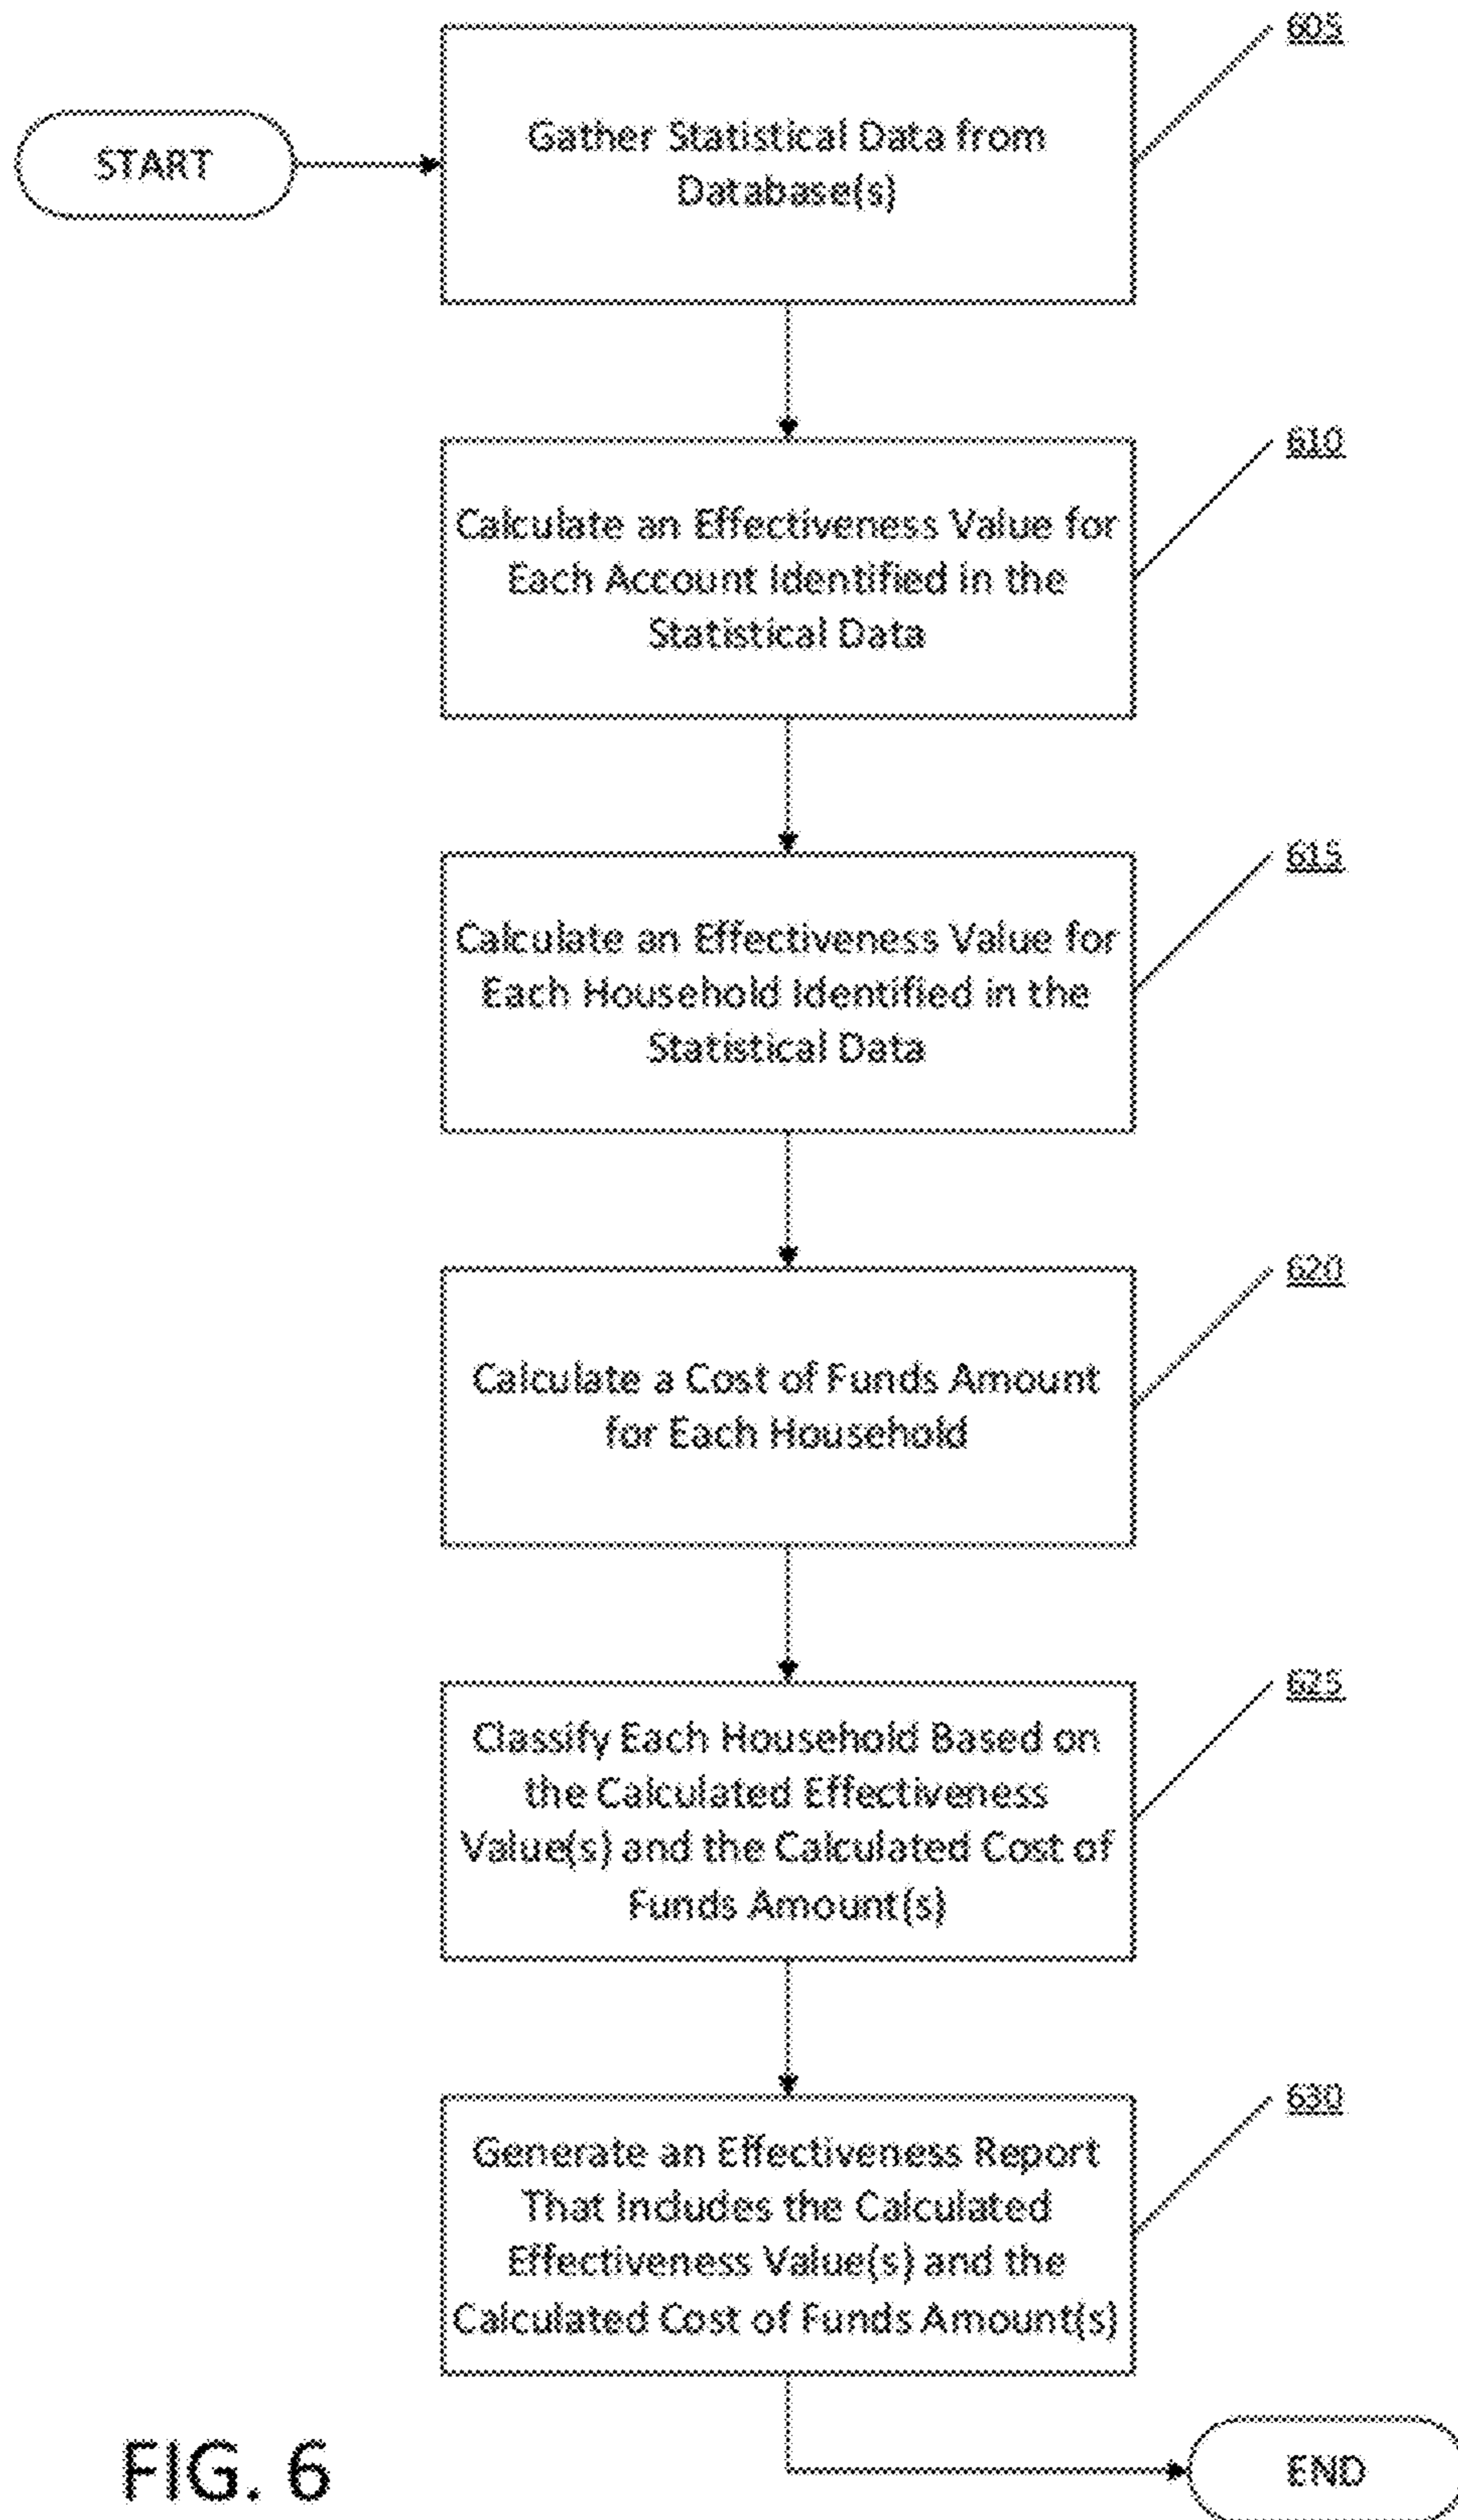 605
START
Gather Statistical Data from
Database(s)
610
Calculate an Effectiveness Value for
Each Account Identified in the
Statistical Data
615
Calculate an Effectiveness Value for
Each Household Identified in the
Statistical Data
620
Calculate a Cost of Funds Amount
for Each Household
625
Classify Each Household Based on
the Calculated Effectiveness
Value(s) and the Calculated Cost of
Funds Amount(s)
630
Generate an Effectiveness Report
That Includes the Calculated
Effectiveness Value(s) and the
Calculated Cost of Funds Amount(s)
END
FIG. 6